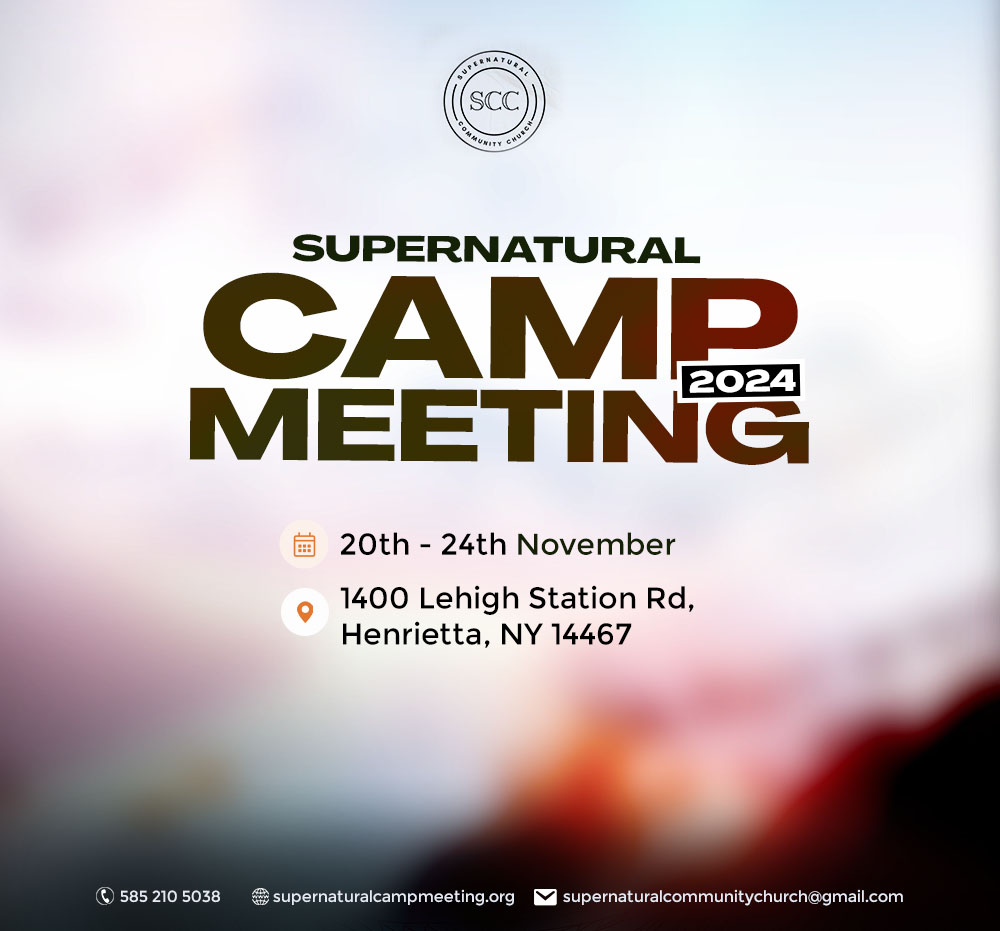 SUPERNATURAL
SCC
COMMUNITY CHURCH
SUPERNATURAL
CAMP
2024
MEETING
20th - 24th November
1400 Lehigh Station Rd,
Henrietta, NY 14467
585 210 5038 supernaturalcampmeeting.org supernaturalcommunitychurch@gmail.com